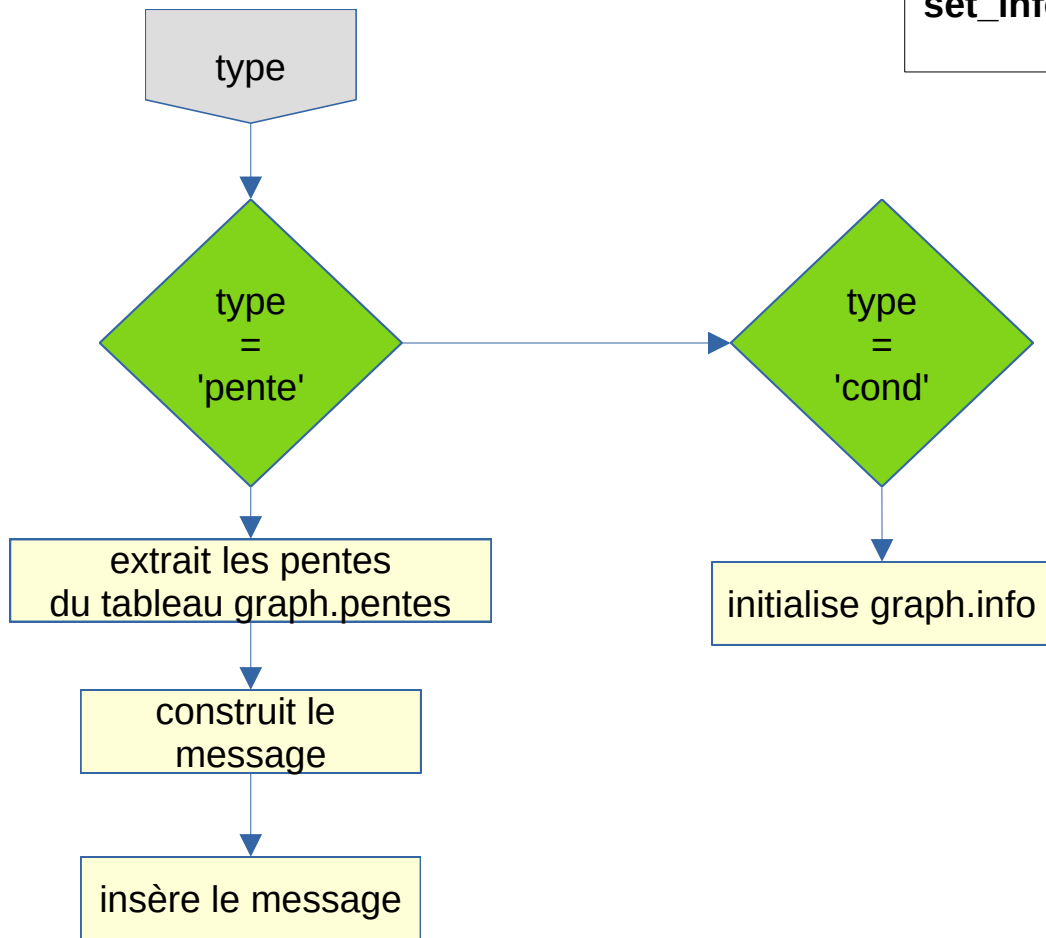 set_info
type
type
=
'pente'
type
=
'cond'
extrait les pentes
du tableau graph.pentes
initialise graph.info
construit le
message
insère le message